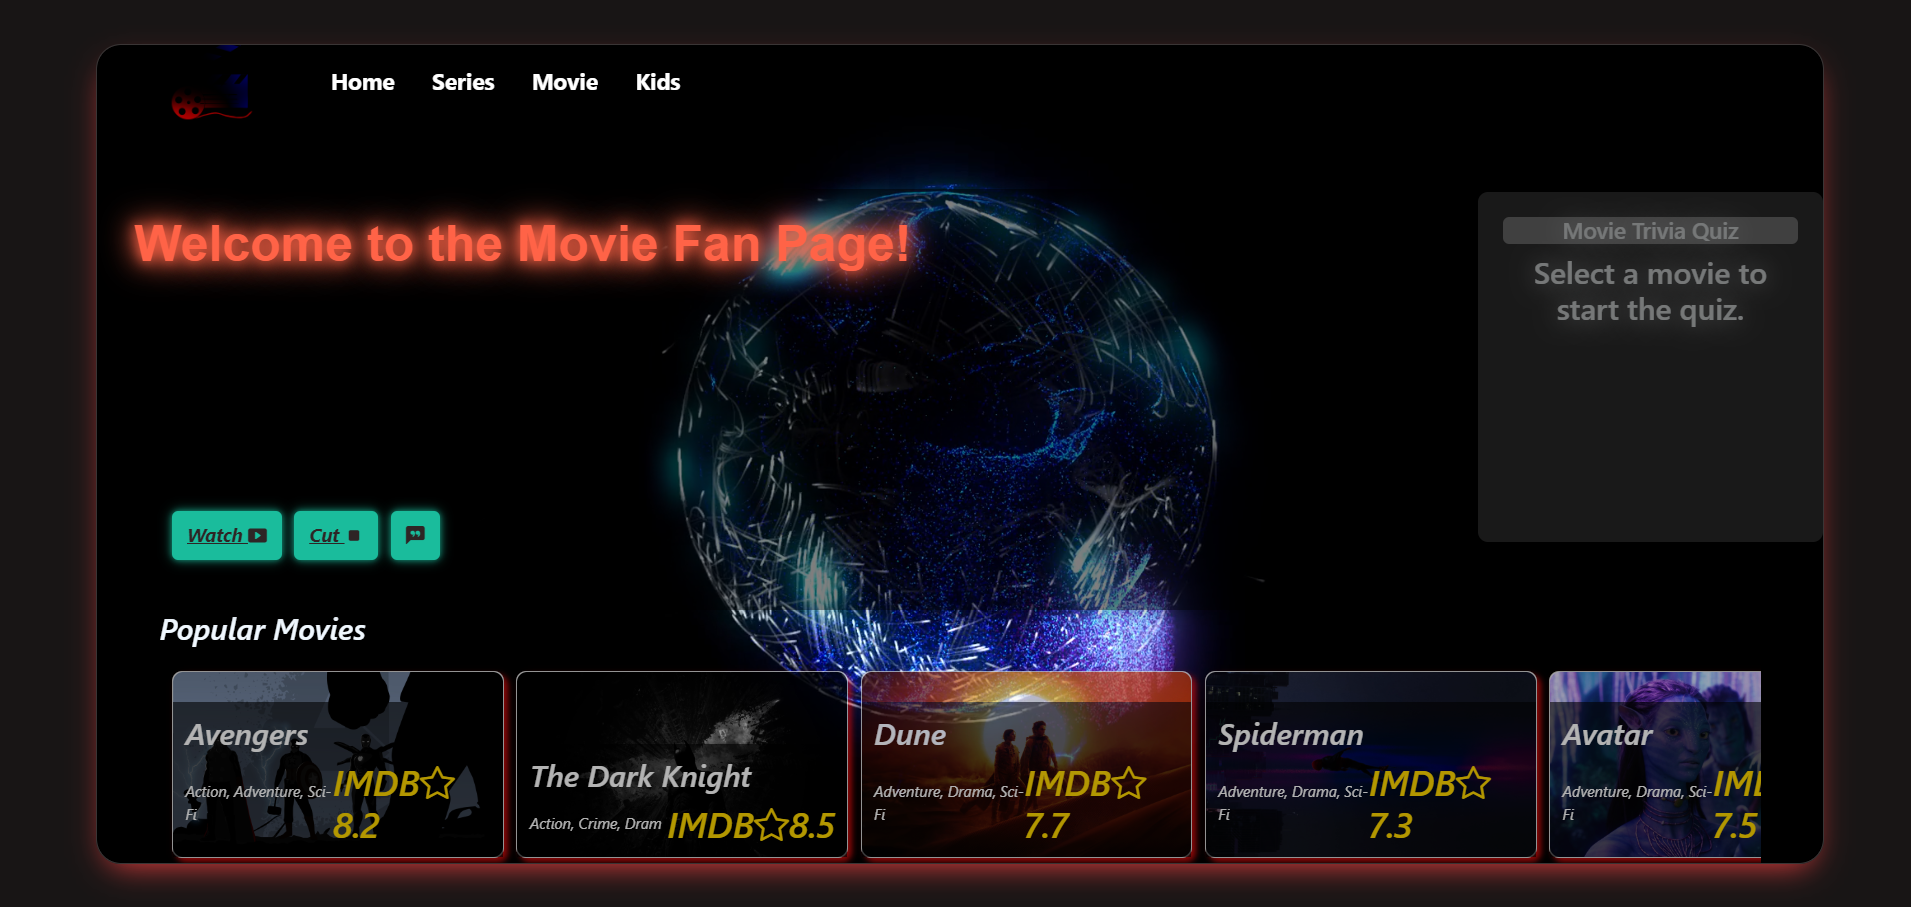 Home Series Movie Kids
Welcome to the Movie Fan Page!
Movie Trivia Quiz
Select a movie to
start the quiz.
Watch
Cut
Popular Movies
Avengers
Action, Adventure, Sci-
Fi
IMDB
8.2
The Dark Knight
Action, Crime, Dram
IMDB 8.5
Dune
Adventure, Drama, Sci-
Fi
IMDB
7.7
Spiderman
Adventure, Drama, Sci-
Fi
IMDB
7.3
Avatar
Adventure, Drama, Sci-
Fi
7.5